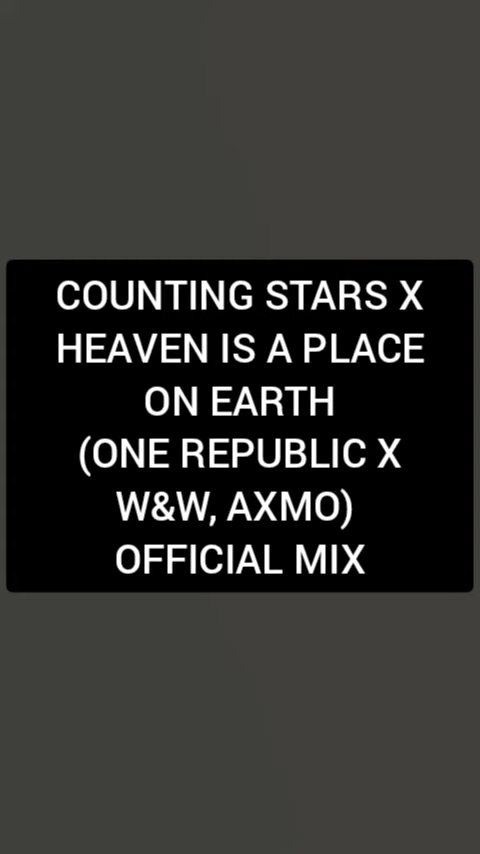 COUNTING STARS X
HEAVEN IS A PLACE
ON EARTH
(ONE REPUBLIC X
W&W, AXMO)
OFFICIAL MIX